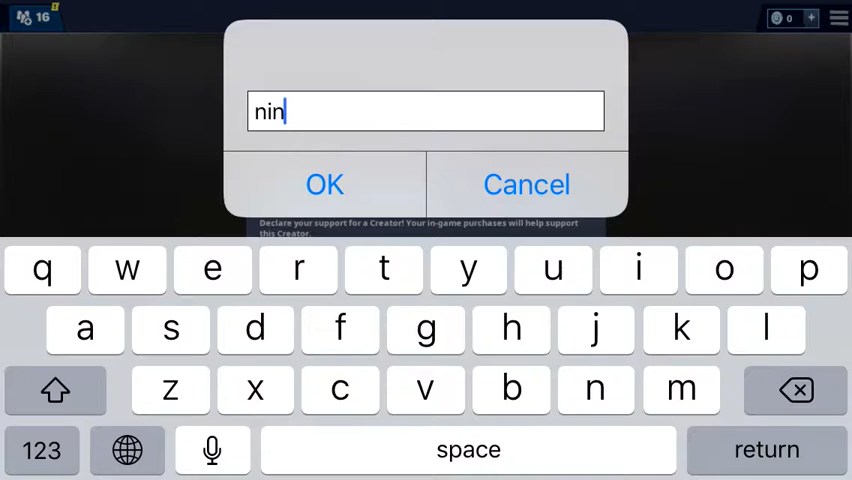 16
0 +
nin
OK Cancel
Declare your support for a Creator! Your in-game purchases will help support
this Creator.
q w e r t y u i o p
a s d f g h j k l
z x c v b n m
123 space return